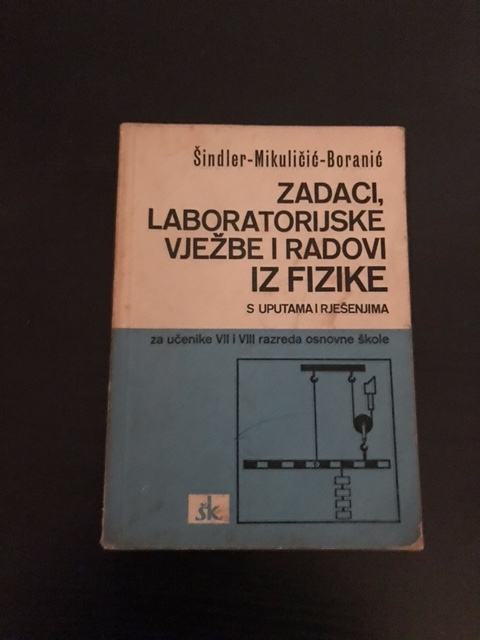 Šindler-Mikuličić-Boranić
ZADACI,
LABORATORIJSKE
VJEŽBE I RADOVI
IZ FIZIKE
S UPUTAMA I RJEŠENJIMA
za učenike VII i VIII razreda osnovne škole
šk